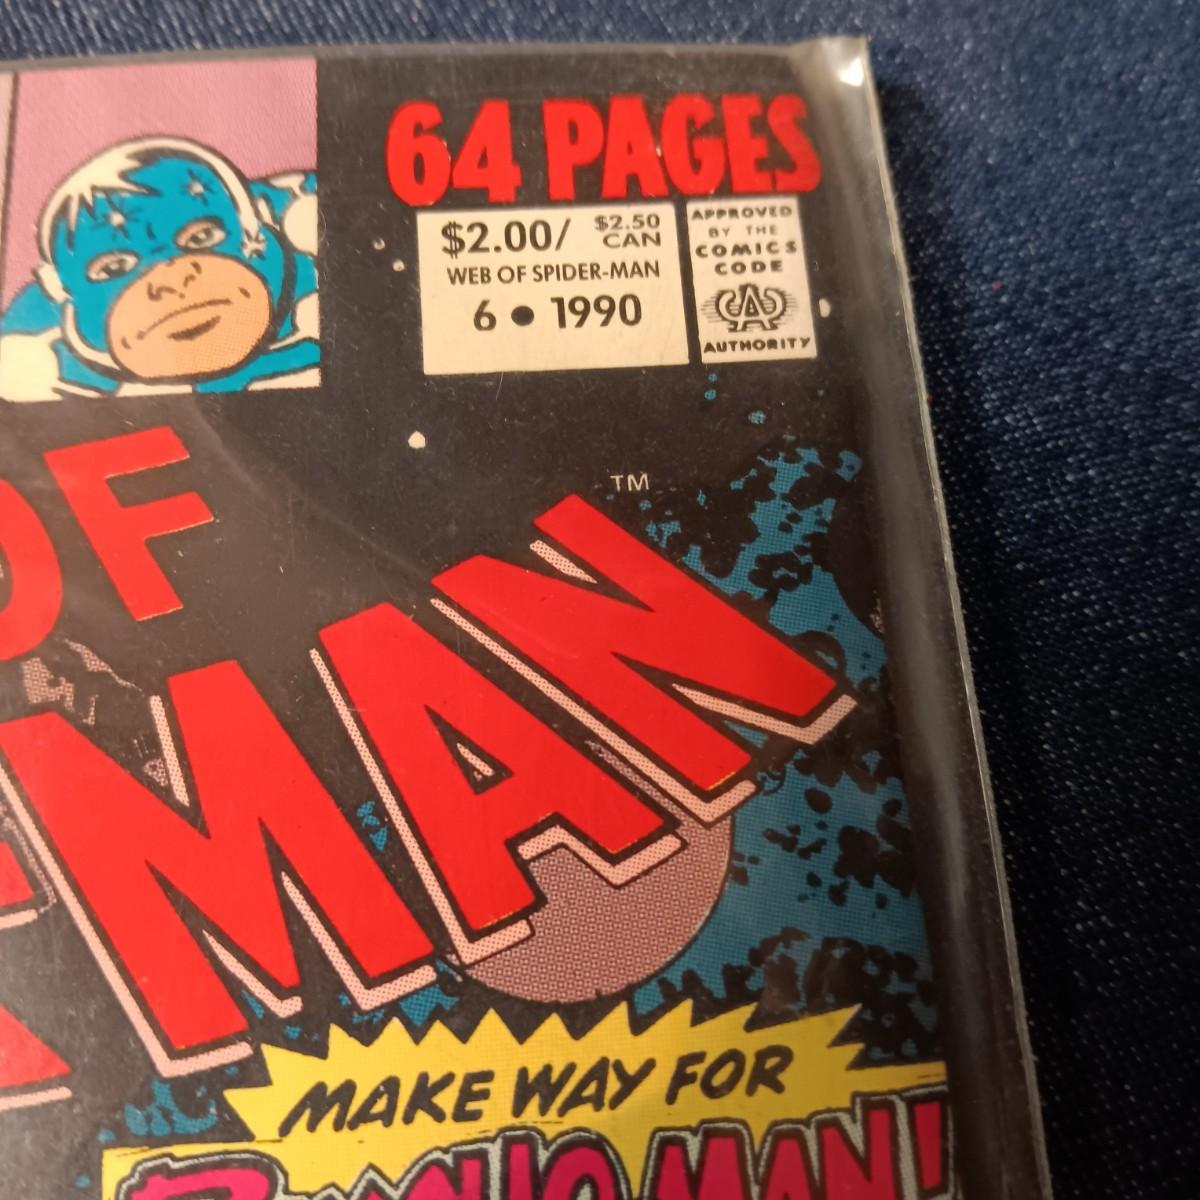 64 PAGES
$2.00/ $2.50 CAN
WEB OF SPIDER-MAN
6 • 1990
APPROVED
BY THE
COMICS
CODE
AUTHORITY
OF
TM
MAN
MAKE WAY FOR
MAN!